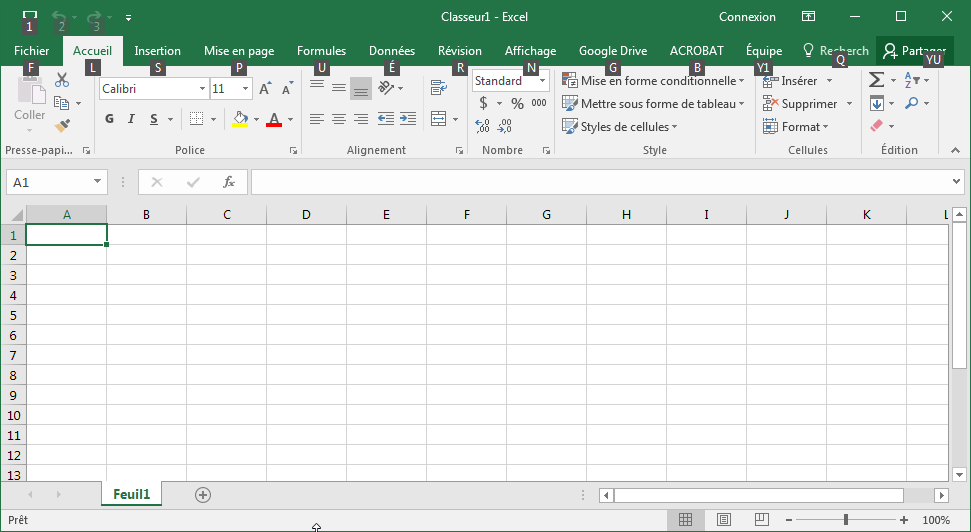 Classeur1 - Excel Connexion
1 2 3
Fichier Accueil Insertion Mise en page Formules Données Révision Affichage Google Drive ACROBAT Équipe Recherch Partager
F L S P U É R N G B Y1 Q YU
Coller Calibri 11 Standard Mise en forme conditionnelle Insérer
$ % 000 Mettre sous forme de tableau Supprimer
G I S A Styles de cellules Format
Presse-papi... Police Alignement Nombre Style Cellules Édition
A1 fx
A B C D E F G H I J K L
1
2
3
4
5
6
7
8
9
10
11
12
13
Feuil1
Prêt 100%